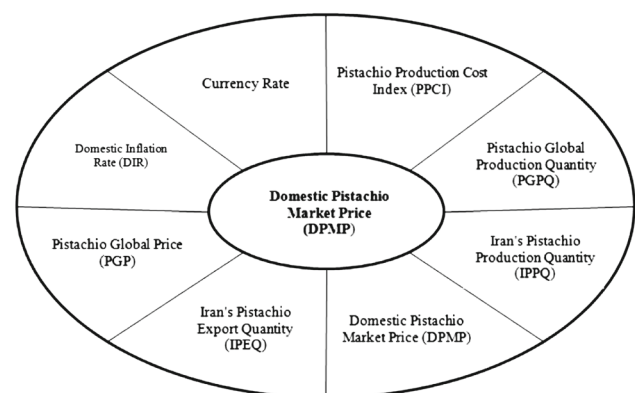 Currency Rate
Pistachio Production Cost
Index (PPCI)
Domestic Inflation
Rate (DIR)
Pistachio Global
Production Quantity
(PGPQ)
Domestic Pistachio
Market Price
(DPMP)
Pistachio Global Price
(PGP)
Iran's Pistachio
Production Quantity
(IPPQ)
Iran's Pistachio
Export Quantity
(IPEQ)
Domestic Pistachio
Market Price (DPMP)